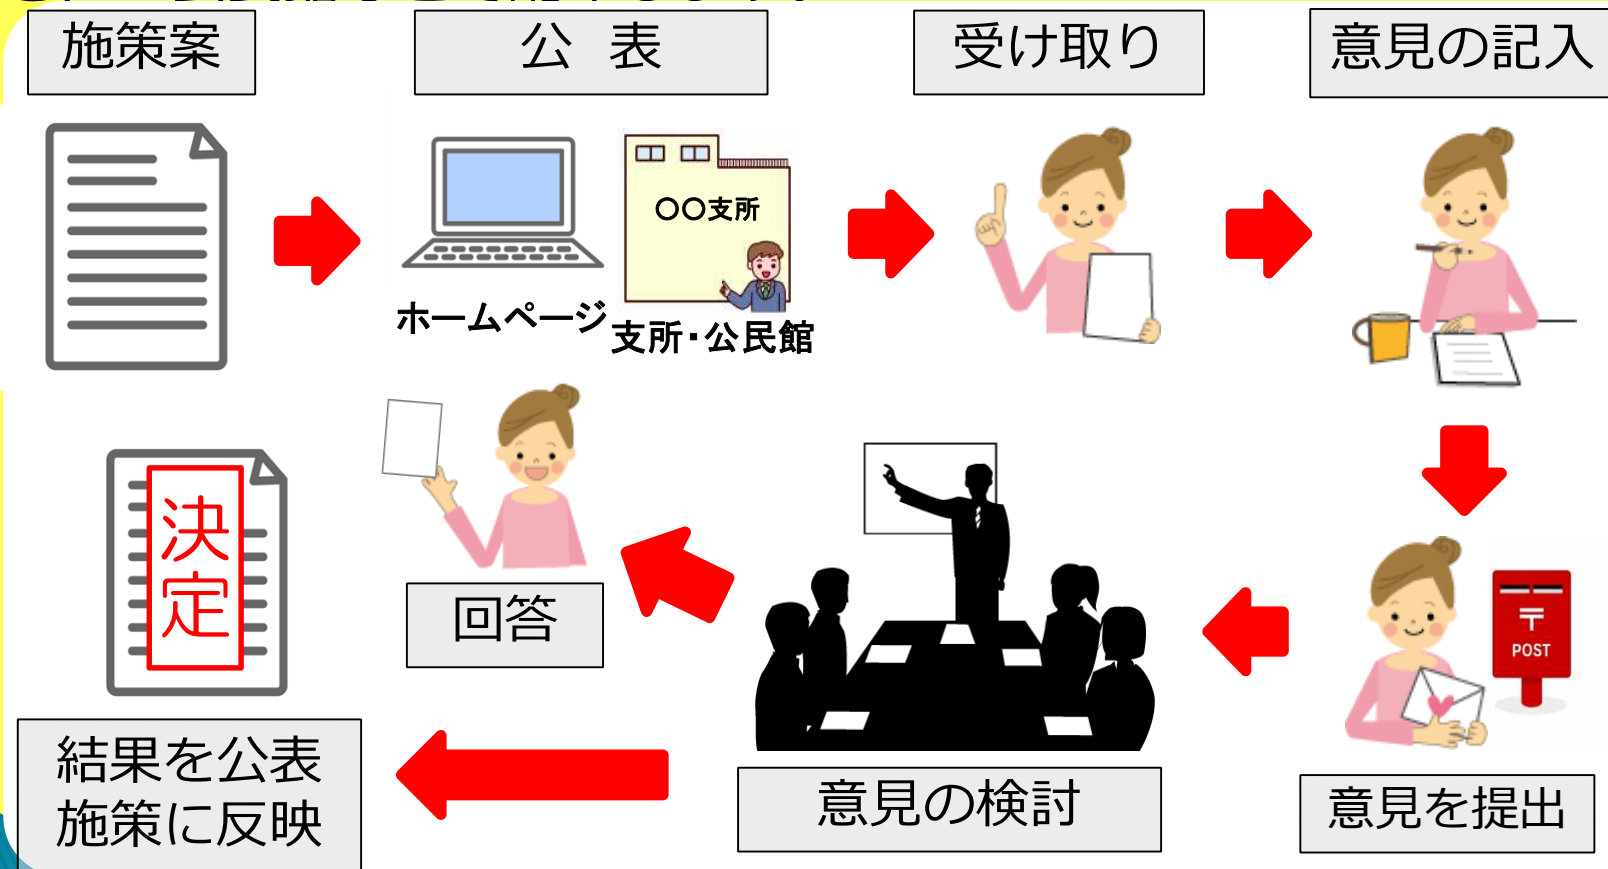 施策案
公 表
受け取り
意見の記入
〇〇支所
ホームページ
支所・公民館
決定
回答
POST
結果を公表
施策に反映
意見の検討
意見を提出